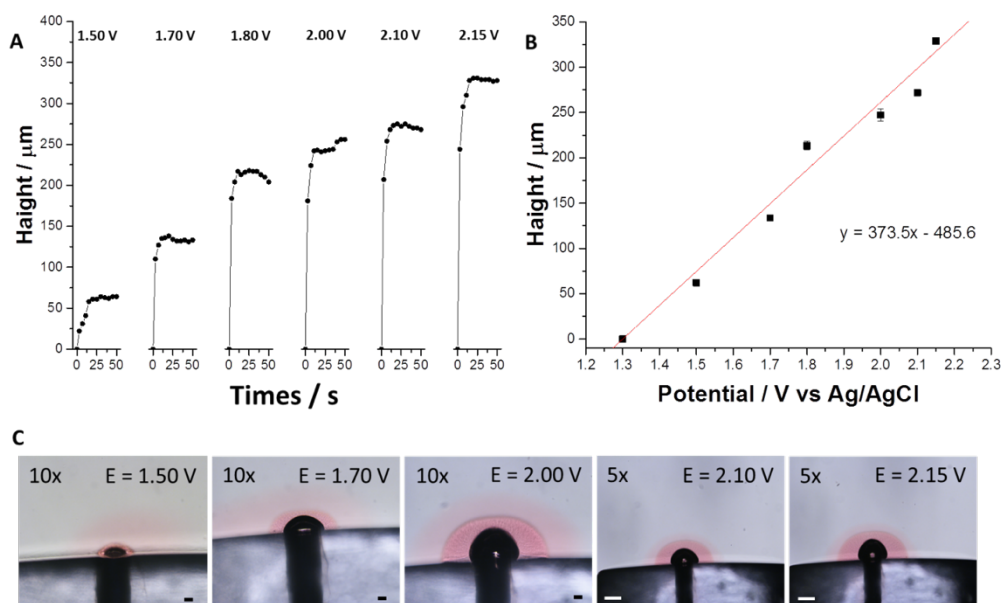 A
1.50 V 1.70 V 1.80 V 2.00 V 2.10 V 2.15 V
400
350
300
250
200
150
100
50
0
Haight / μm
0 25 50 0 25 50 0 25 50 0 25 50 0 25 50 0 25 50
Times / s
B
350
300
250
200
150
100
50
0
Haight / μm
y = 373.5x - 485.6
1.2 1.3 1.4 1.5 1.6 1.7 1.8 1.9 2.0 2.1 2.2 2.3
Potential / V vs Ag/AgCl
C
10x E = 1.50 V
10x E = 1.70 V
10x E = 2.00 V
5x E = 2.10 V
5x E = 2.15 V